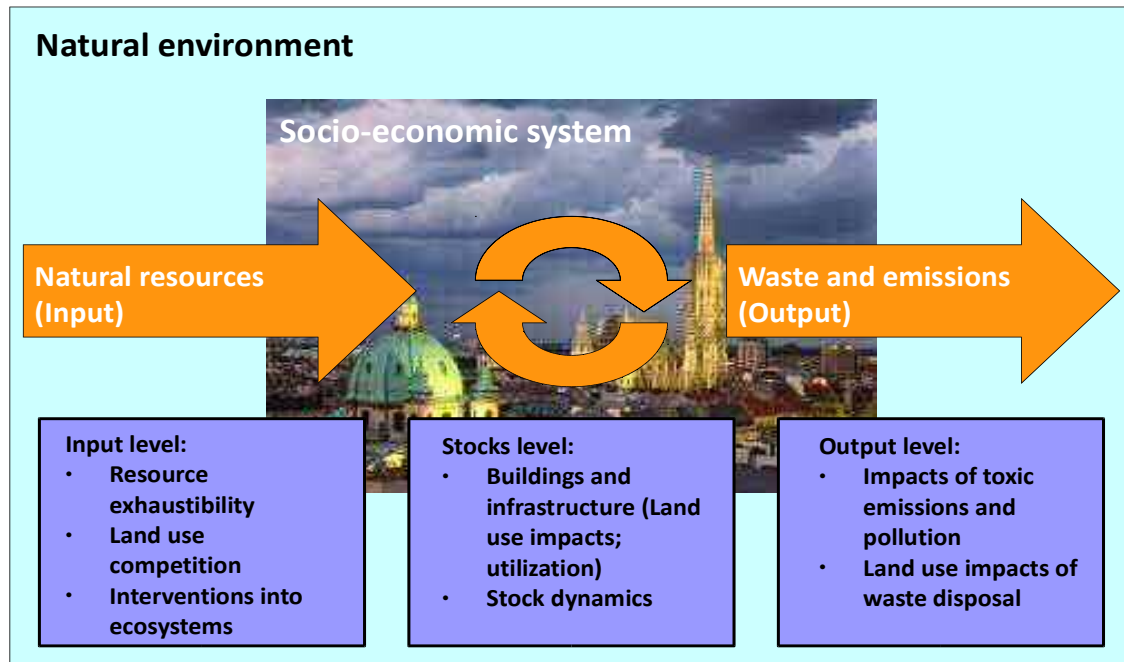 Natural environment
Socio-economic system
Natural resources
(Input)
Waste and emissions
(Output)
Input level:
• Resource
exhaustibility
• Land use
competition
• Interventions into
ecosystems
Stocks level:
• Buildings and
infrastructure (Land
use impacts;
utilization)
• Stock dynamics
Output level:
• Impacts of toxic
emissions and
pollution
• Land use impacts of
waste disposal